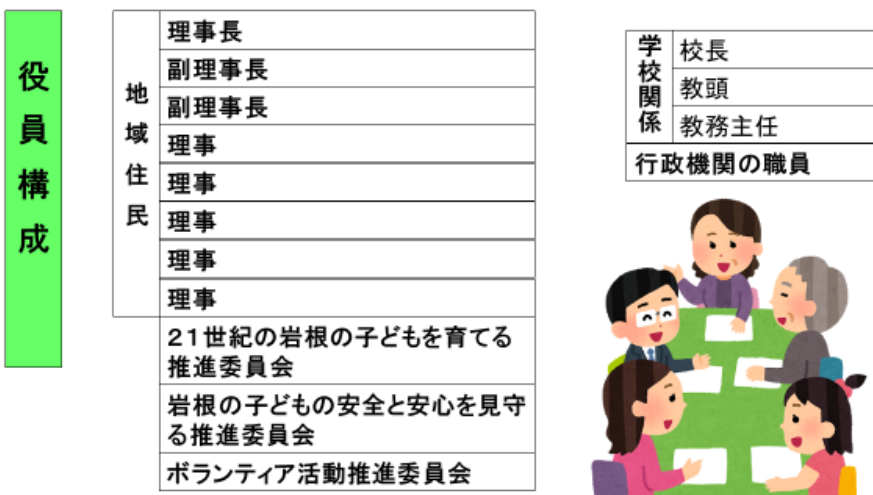 役員構成
地域住民
理事長
副理事長
副理事長
理事
理事
理事
理事
理事
21世紀の岩根の子どもを育てる
推進委員会
岩根の子どもの安全と安心を見守
る推進委員会
ボランティア活動推進委員会
学校関係
校長
教頭
教務主任
行政機関の職員